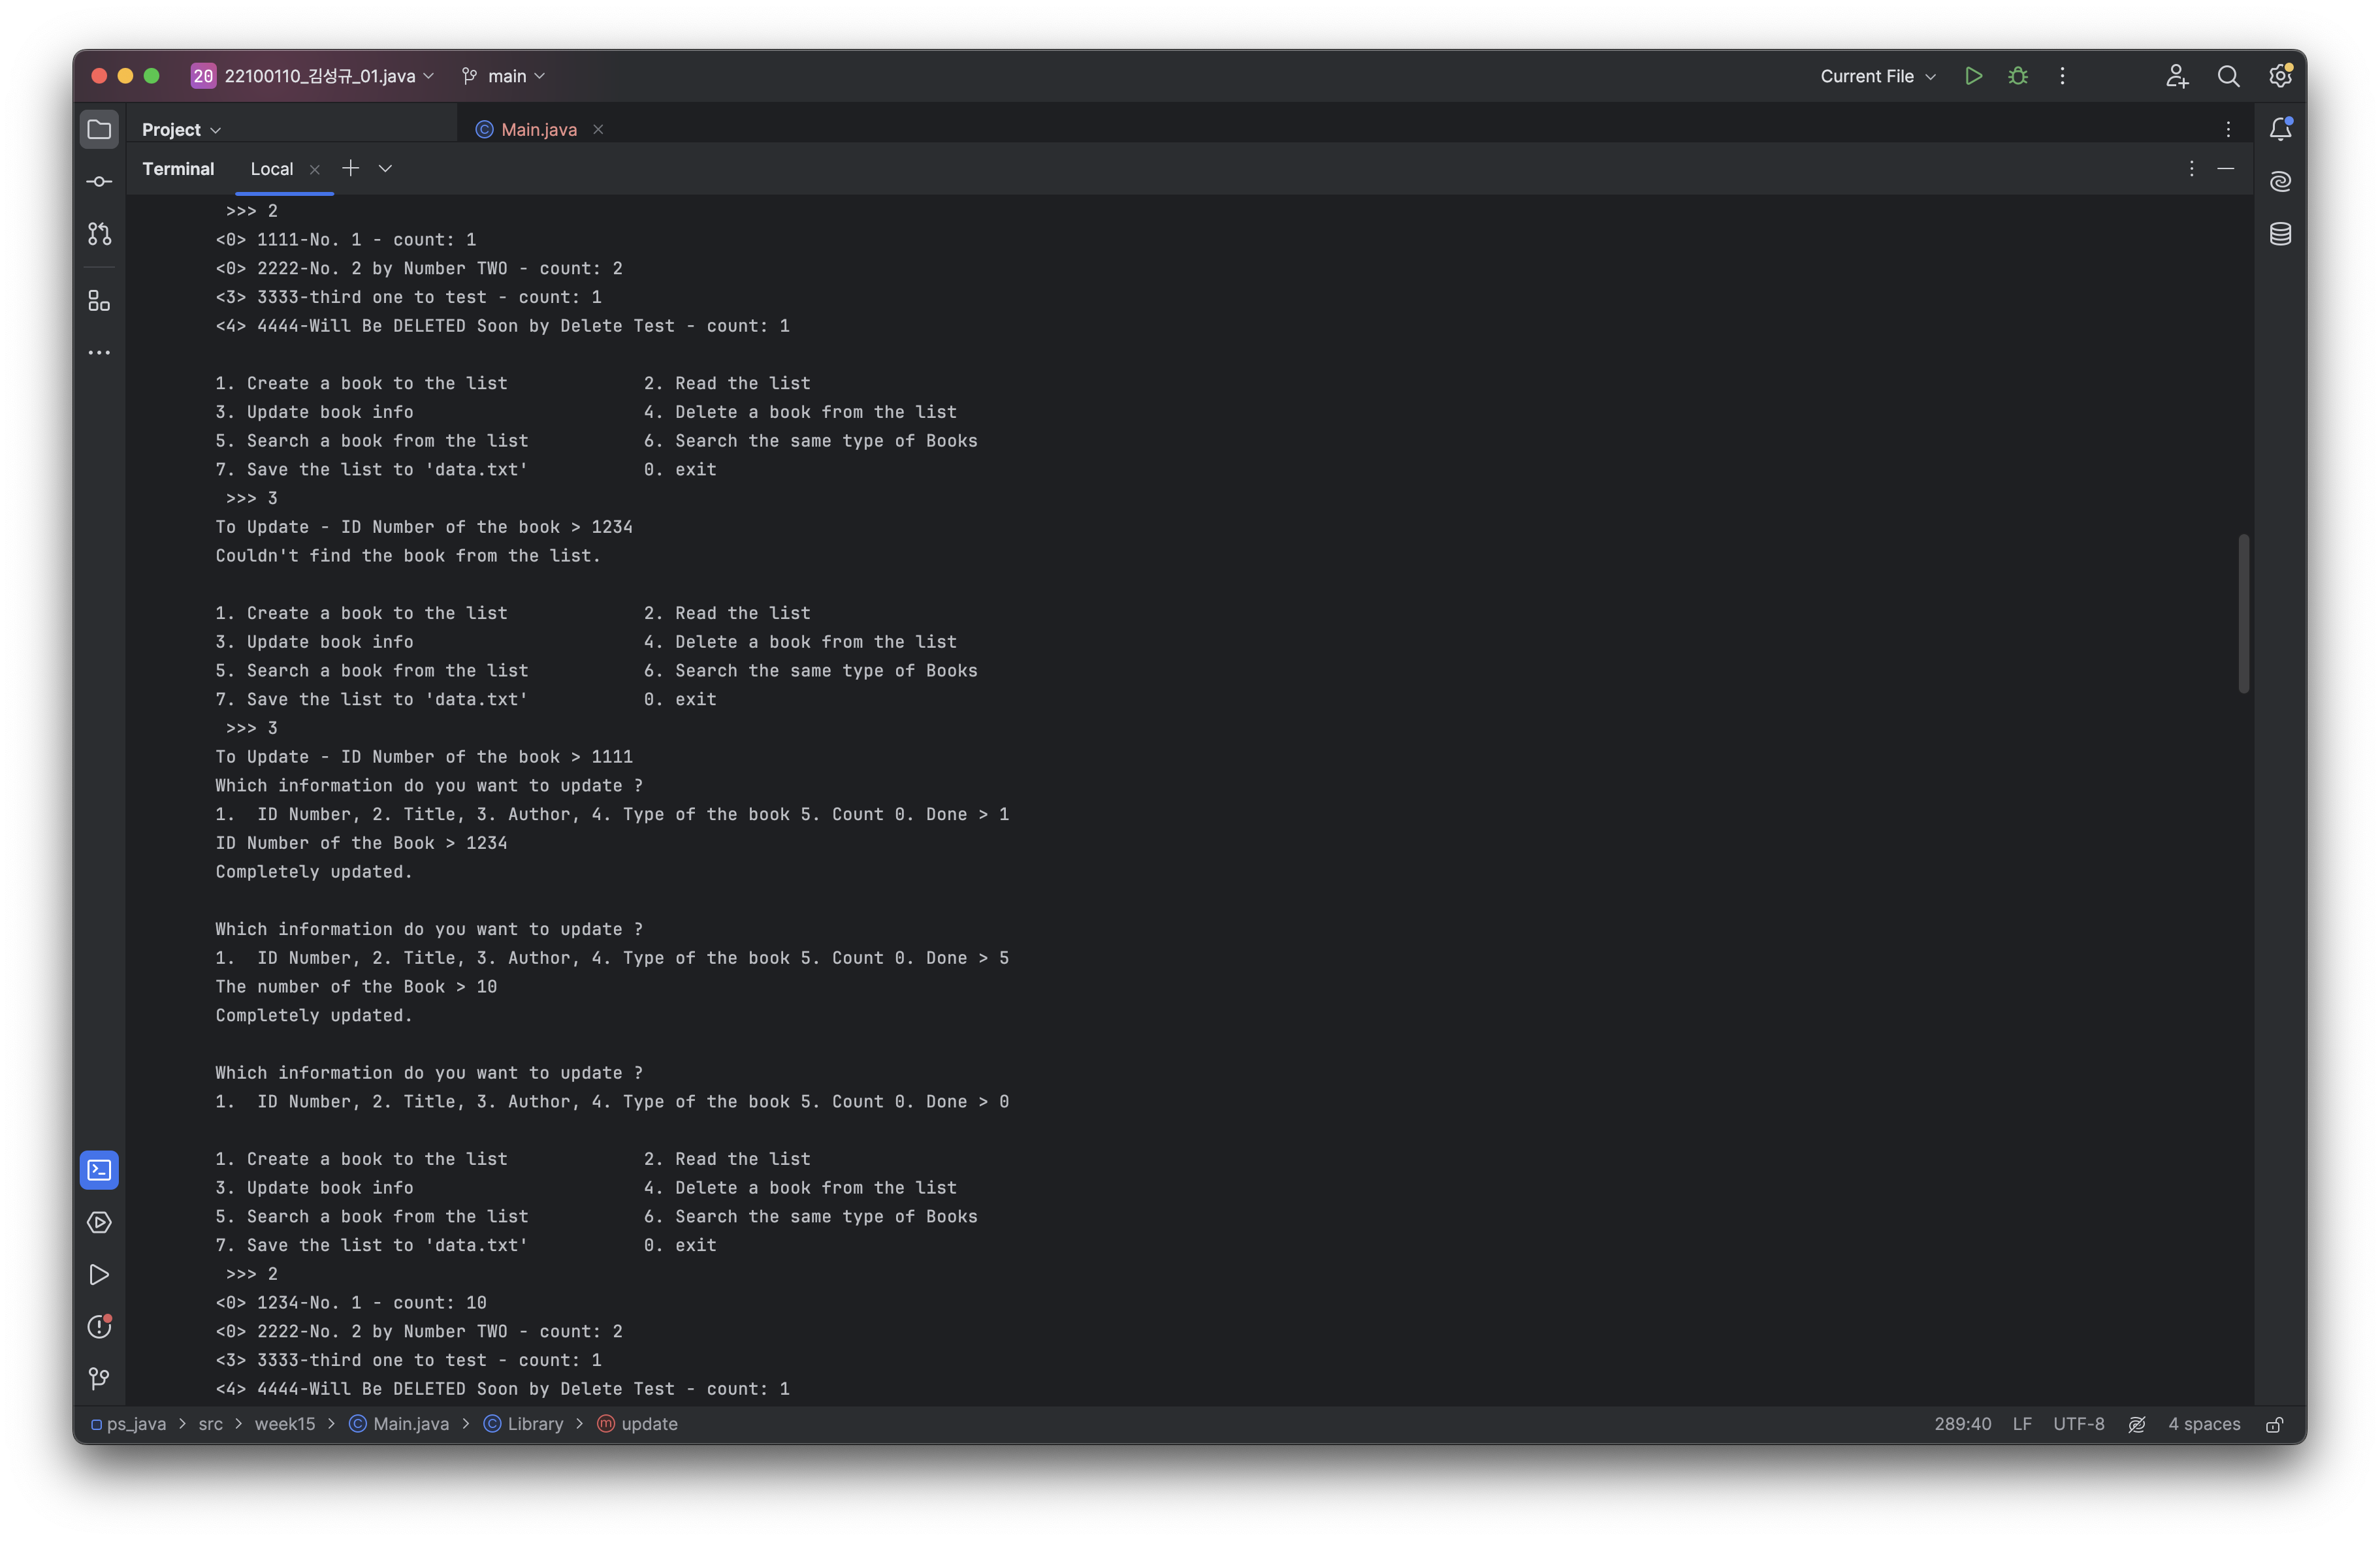 20 22100110_김성규_01.java main Current File
Project Main.java
Terminal Local
>>> 2
<0> 1111-No. 1 - count: 1
<0> 2222-No. 2 by Number TWO - count: 2
<3> 3333-third one to test - count: 1
<4> 4444-Will Be DELETED Soon by Delete Test - count: 1
1. Create a book to the list 2. Read the list
3. Update book info 4. Delete a book from the list
5. Search a book from the list 6. Search the same type of Books
7. Save the list to 'data.txt' 0. exit
>>> 3
To Update - ID Number of the book > 1234
Couldn't find the book from the list.
1. Create a book to the list 2. Read the list
3. Update book info 4. Delete a book from the list
5. Search a book from the list 6. Search the same type of Books
7. Save the list to 'data.txt' 0. exit
>>> 3
To Update - ID Number of the book > 1111
Which information do you want to update ?
1.  ID Number, 2. Title, 3. Author, 4. Type of the book 5. Count 0. Done > 1
ID Number of the Book > 1234
Completely updated.
Which information do you want to update ?
1.  ID Number, 2. Title, 3. Author, 4. Type of the book 5. Count 0. Done > 5
The number of the Book > 10
Completely updated.
Which information do you want to update ?
1.  ID Number, 2. Title, 3. Author, 4. Type of the book 5. Count 0. Done > 0
1. Create a book to the list 2. Read the list
3. Update book info 4. Delete a book from the list
5. Search a book from the list 6. Search the same type of Books
7. Save the list to 'data.txt' 0. exit
>>> 2
<0> 1234-No. 1 - count: 10
<0> 2222-No. 2 by Number TWO - count: 2
<3> 3333-third one to test - count: 1
<4> 4444-Will Be DELETED Soon by Delete Test - count: 1
ps_java > src > week15 > Main.java > Library > update 289:40 LF UTF-8 4 spaces